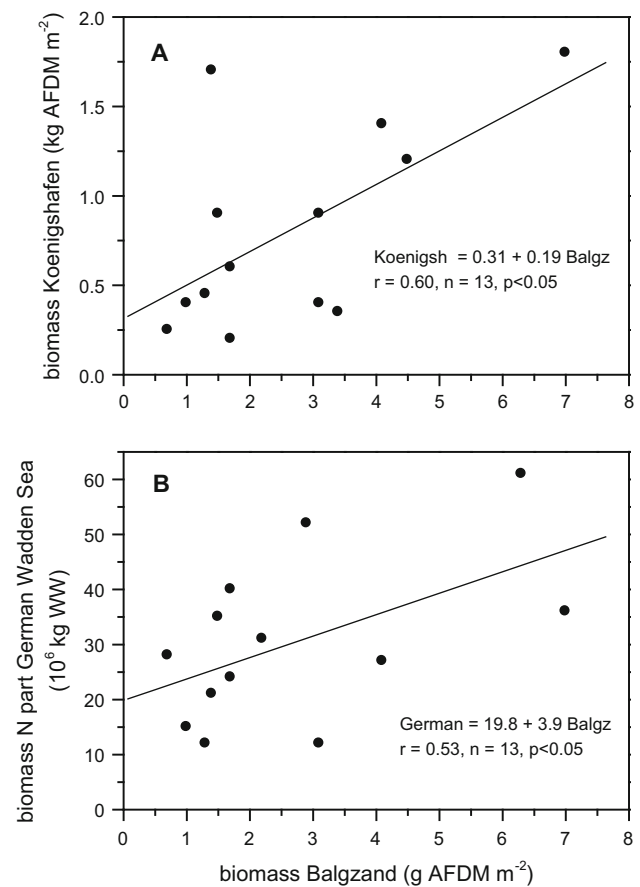 A
biomass Koenigshafen (kg AFDM m⁻²)
2.0
1.5
1.0
0.5
0.0
Koenigsh = 0.31 + 0.19 Balgz
r = 0.60, n = 13, p<0.05
0 1 2 3 4 5 6 7 8
B
biomass N part German Wadden Sea
(10⁶ kg WW)
60
50
40
30
20
10
0
German = 19.8 + 3.9 Balgz
r = 0.53, n = 13, p<0.05
0 1 2 3 4 5 6 7 8
biomass Balgzand (g AFDM m⁻²)